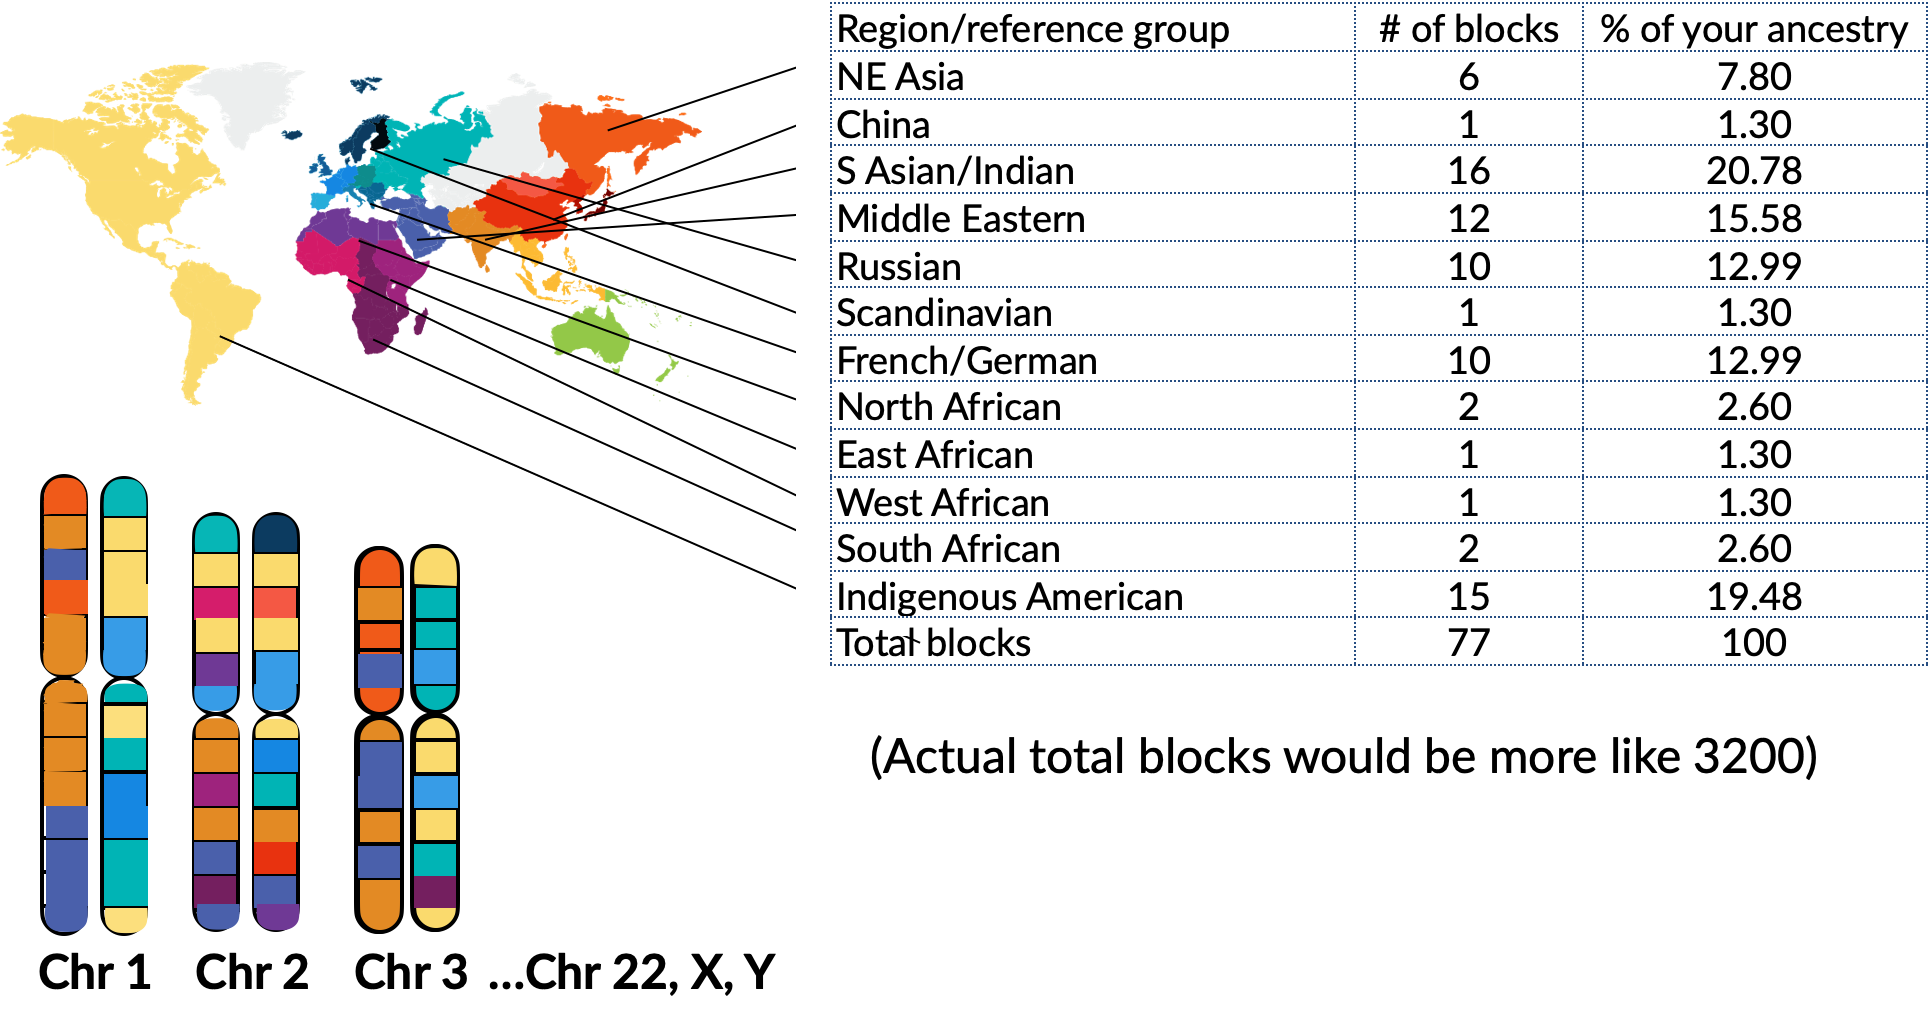 Region/reference group # of blocks % of your ancestry
NE Asia 6 7.80
China 1 1.30
S Asian/Indian 16 20.78
Middle Eastern 12 15.58
Russian 10 12.99
Scandinavian 1 1.30
French/German 10 12.99
North African 2 2.60
East African 1 1.30
West African 1 1.30
South African 2 2.60
Indigenous American 15 19.48
Total blocks 77 100
(Actual total blocks would be more like 3200)
Chr 1 Chr 2 Chr 3 ...Chr 22, X, Y